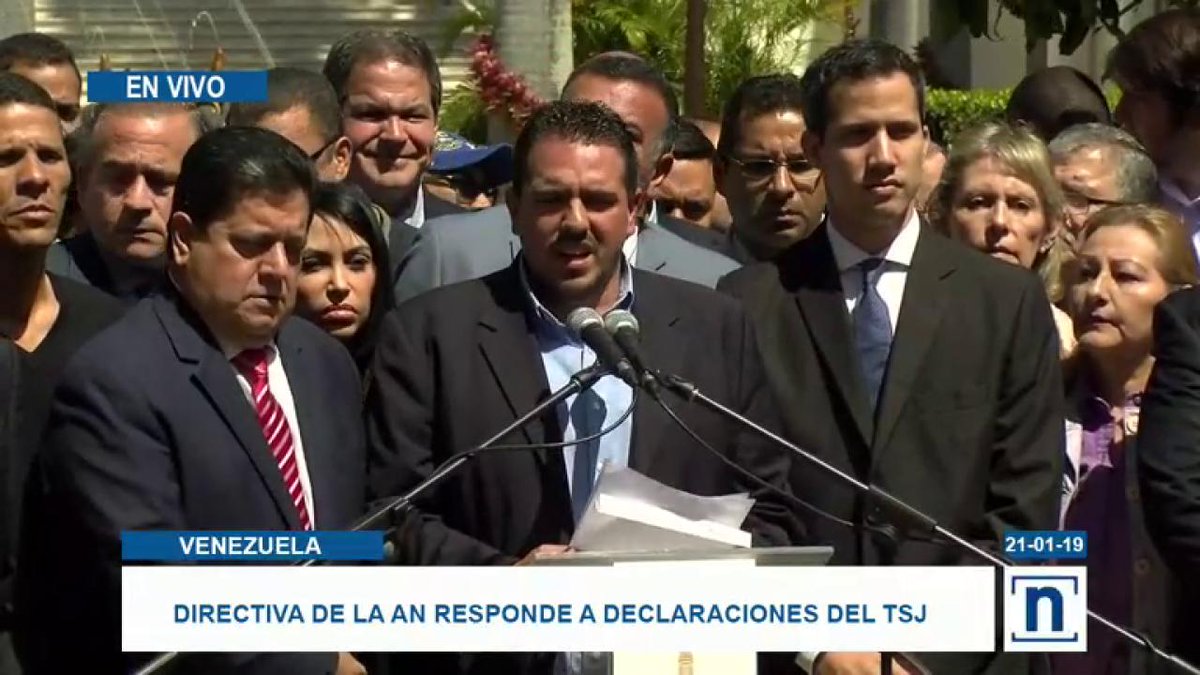 EN VIVO
VENEZUELA
21-01-19
DIRECTIVA DE LA AN RESPONDE A DECLARACIONES DEL TSJ
n